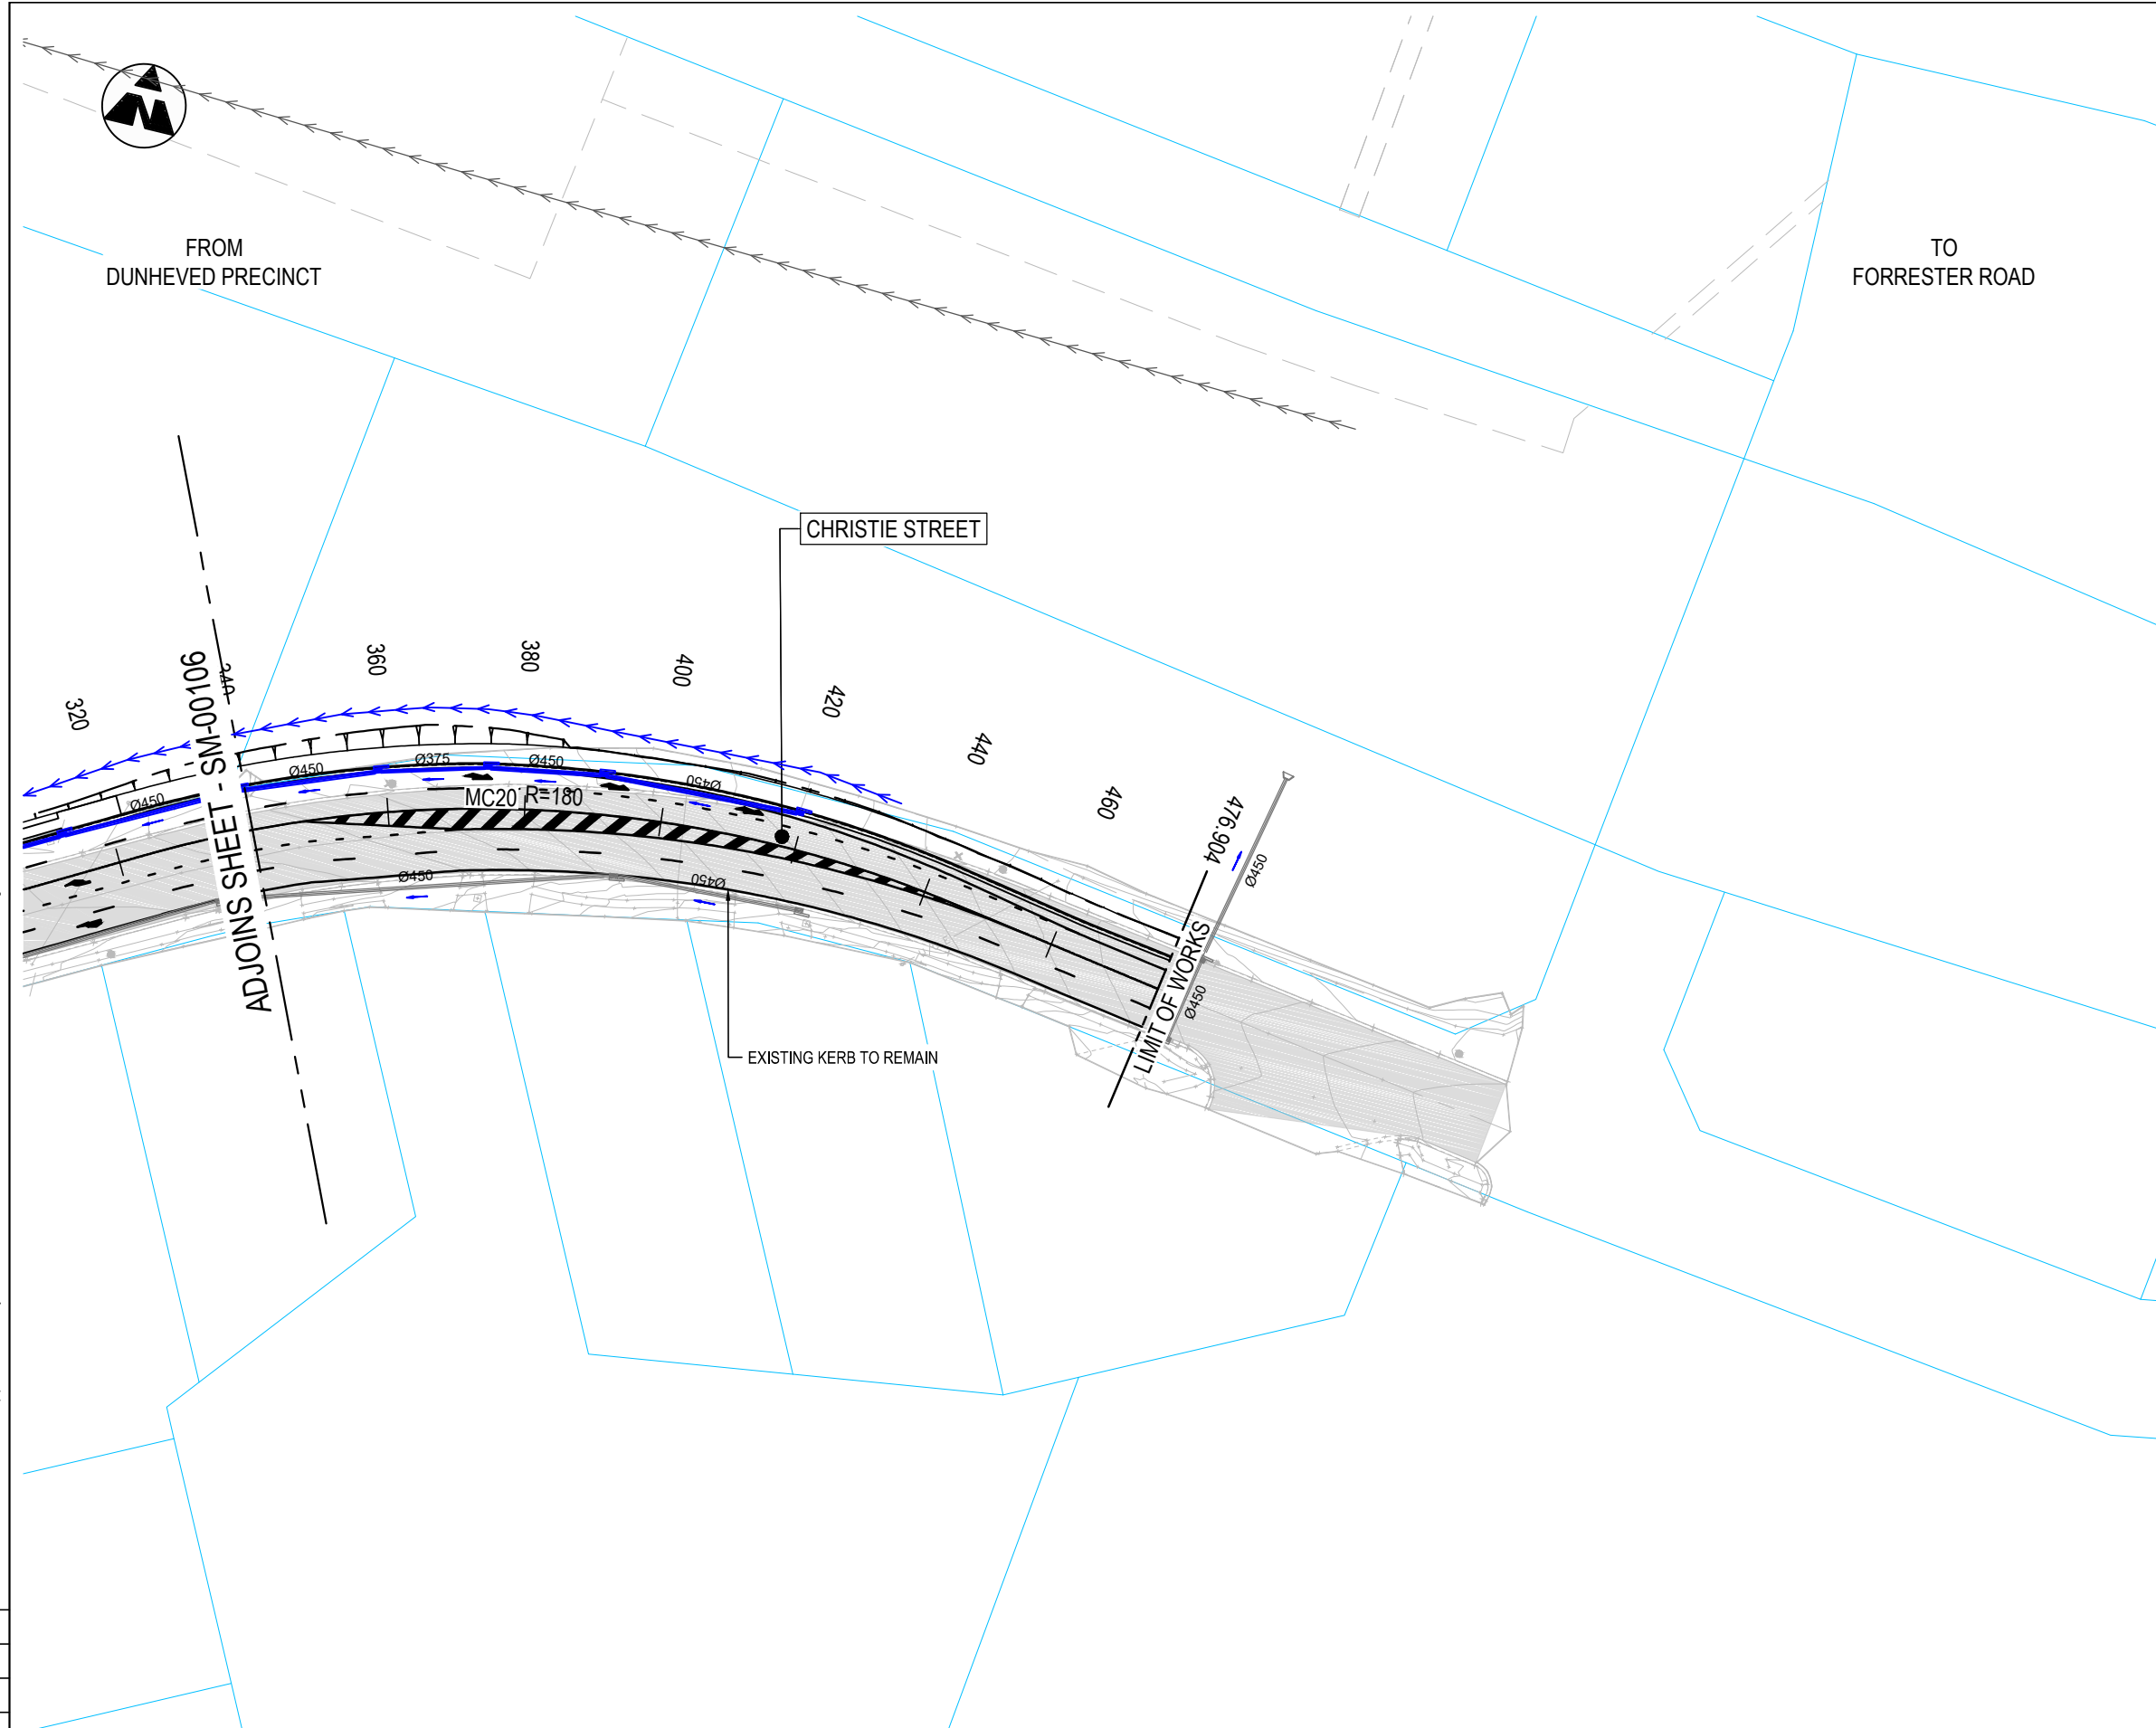 FROM
DUNHEVED PRECINCT
TO
FORRESTER ROAD
CHRISTIE STREET
320
340
360
380
400
420
440
460
476.904
ADJOINS SHEET - SM-00106
Ø450
Ø450
Ø375
Ø450
Ø450
MC20 R=180
Ø450
Ø450
Ø450
Ø450
LIMIT OF WORKS
EXISTING KERB TO REMAIN